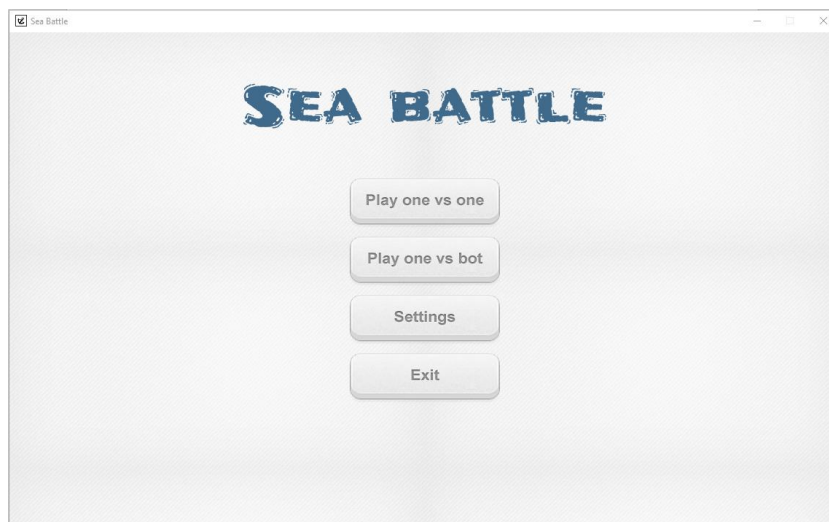 Sea Battle
SEA BATTLE
Play one vs one
Play one vs bot
Settings
Exit